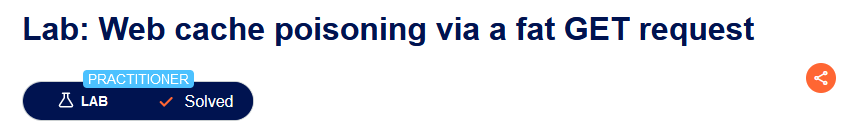 Lab: Web cache poisoning via a fat GET request
PRACTITIONER
LAB Solved